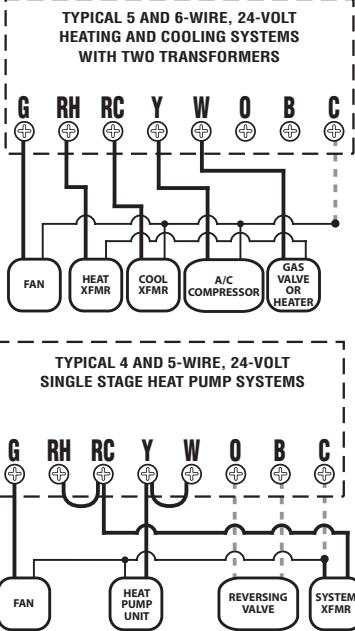 TYPICAL 5 AND 6-WIRE, 24-VOLT
HEATING AND COOLING SYSTEMS
WITH TWO TRANSFORMERS
G RH RC Y W O B C
FAN
HEAT
XFMR
COOL
XFMR
A/C
COMPRESSOR
GAS
VALVE
OR
HEATER
TYPICAL 4 AND 5-WIRE, 24-VOLT
SINGLE STAGE HEAT PUMP SYSTEMS
G RH RC Y W O B C
FAN
HEAT
PUMP
UNIT
REVERSING
VALVE
SYSTEM
XFMR